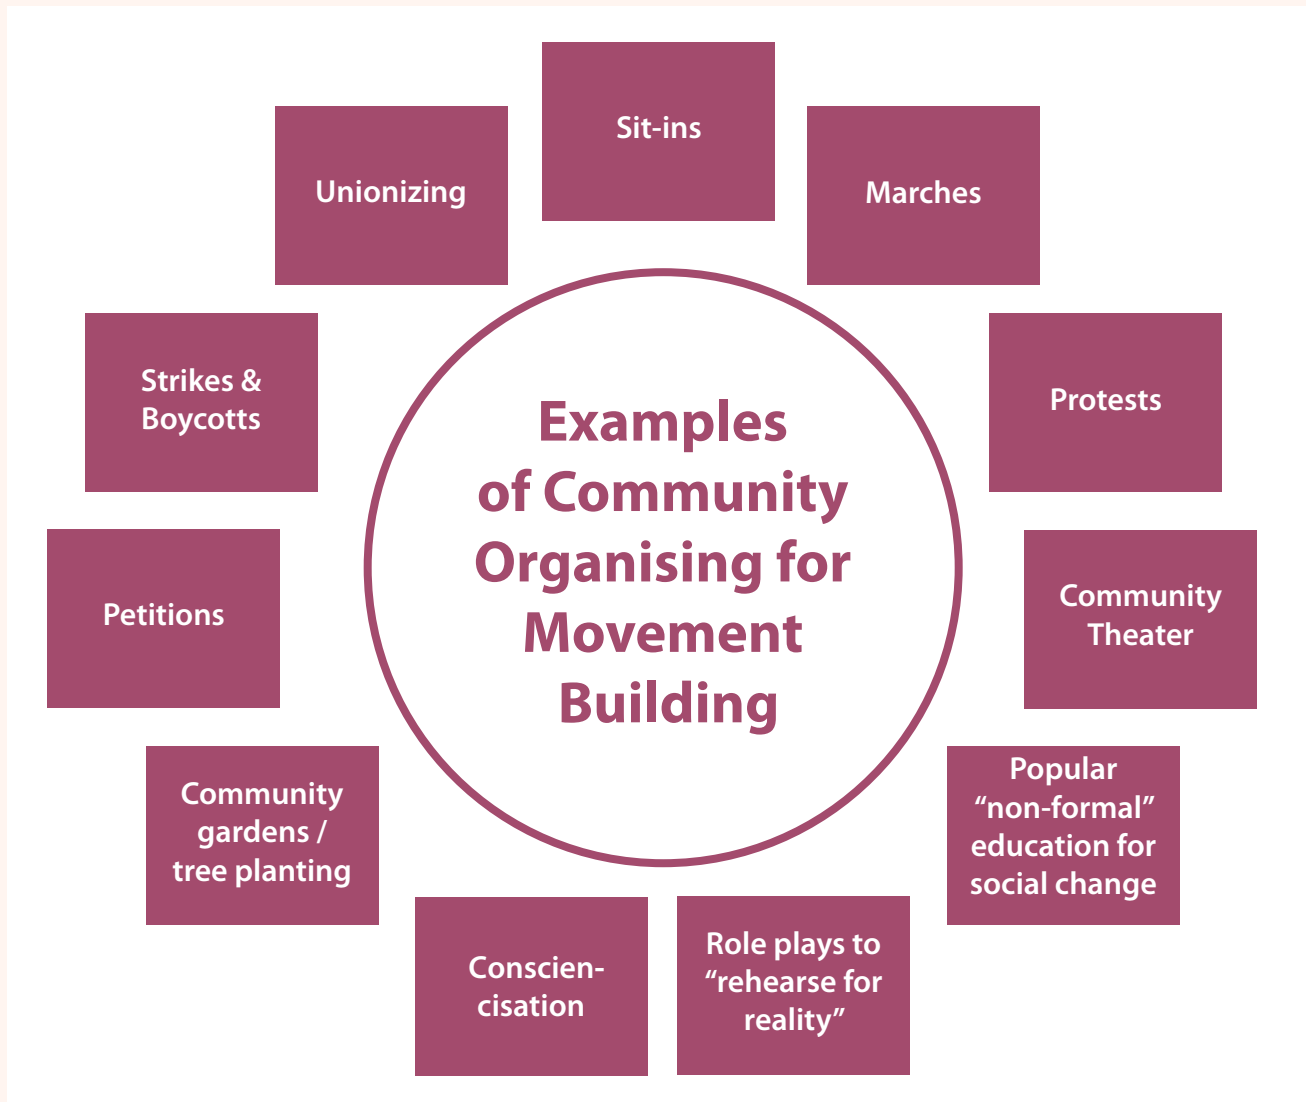 Sit-ins
Marches
Protests
Community
Theater
Popular
“non-formal”
education for
social change
Role plays to
“rehearse for
reality”
Conscien-
cisation
Community
gardens /
tree planting
Petitions
Strikes &
Boycotts
Unionizing
Examples
of Community
Organising for
Movement
Building